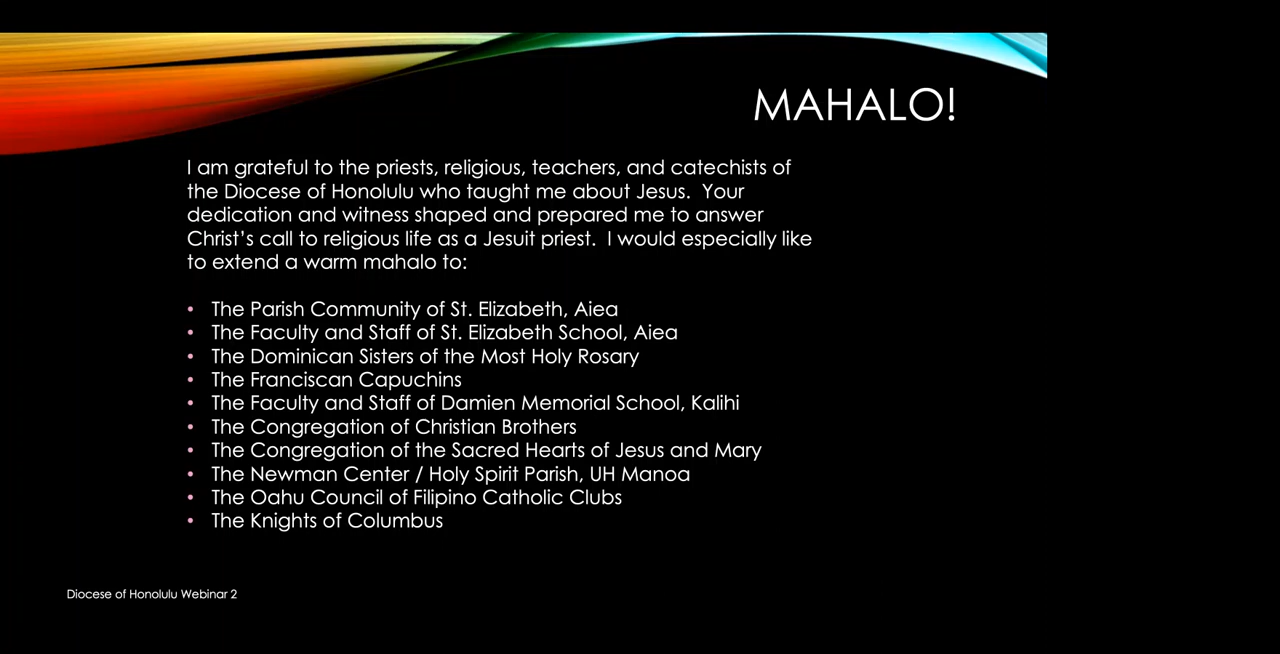 MAHALO!
I am grateful to the priests, religious, teachers, and catechists of
the Diocese of Honolulu who taught me about Jesus.  Your
dedication and witness shaped and prepared me to answer
Christ's call to religious life as a Jesuit priest.  I would especially like
to extend a warm mahalo to:
• The Parish Community of St. Elizabeth, Aiea
• The Faculty and Staff of St. Elizabeth School, Aiea
• The Dominican Sisters of the Most Holy Rosary
• The Franciscan Capuchins
• The Faculty and Staff of Damien Memorial School, Kalihi
• The Congregation of Christian Brothers
• The Congregation of the Sacred Hearts of Jesus and Mary
• The Newman Center / Holy Spirit Parish, UH Manoa
• The Oahu Council of Filipino Catholic Clubs
• The Knights of Columbus
Diocese of Honolulu Webinar 2